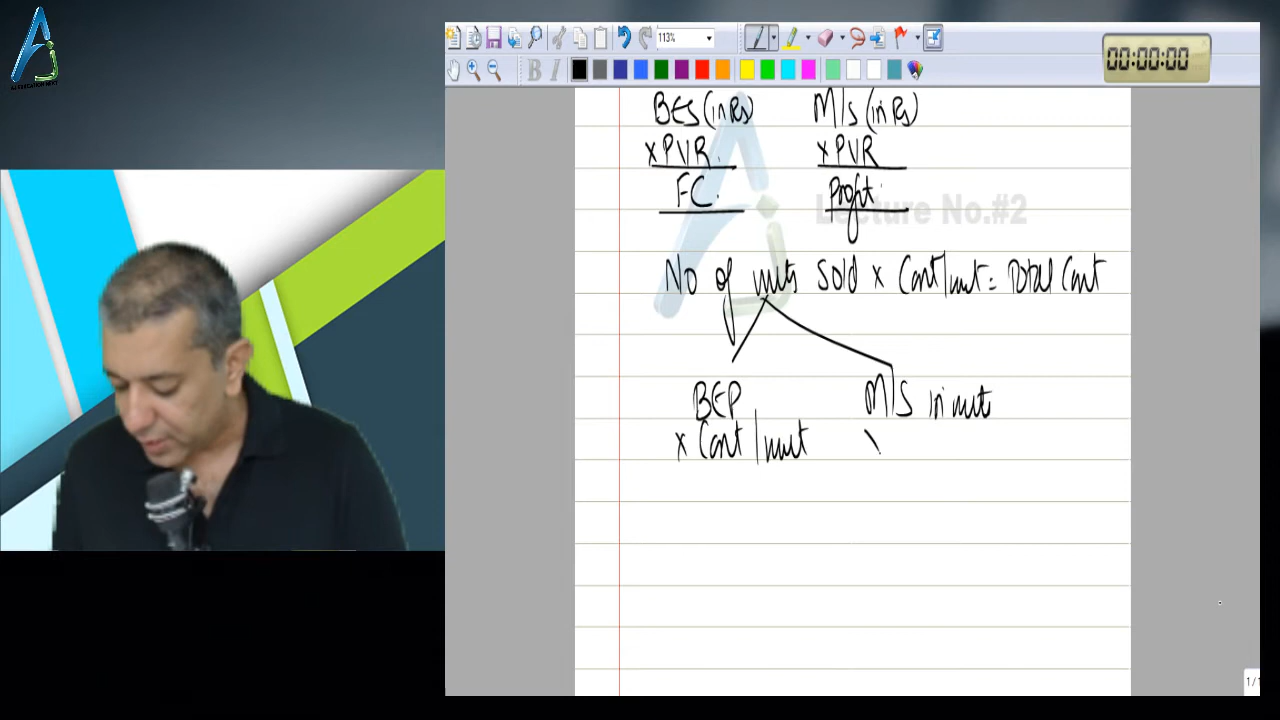 113%
00:00:00
BES (in Rs) M/S (in Rs)
x PVR x PVR
FC Profit
Lecture No.#2
No of units Sold x Cont/unit = Total Cont
BEP M/S in units
x Cont/unit
1/1